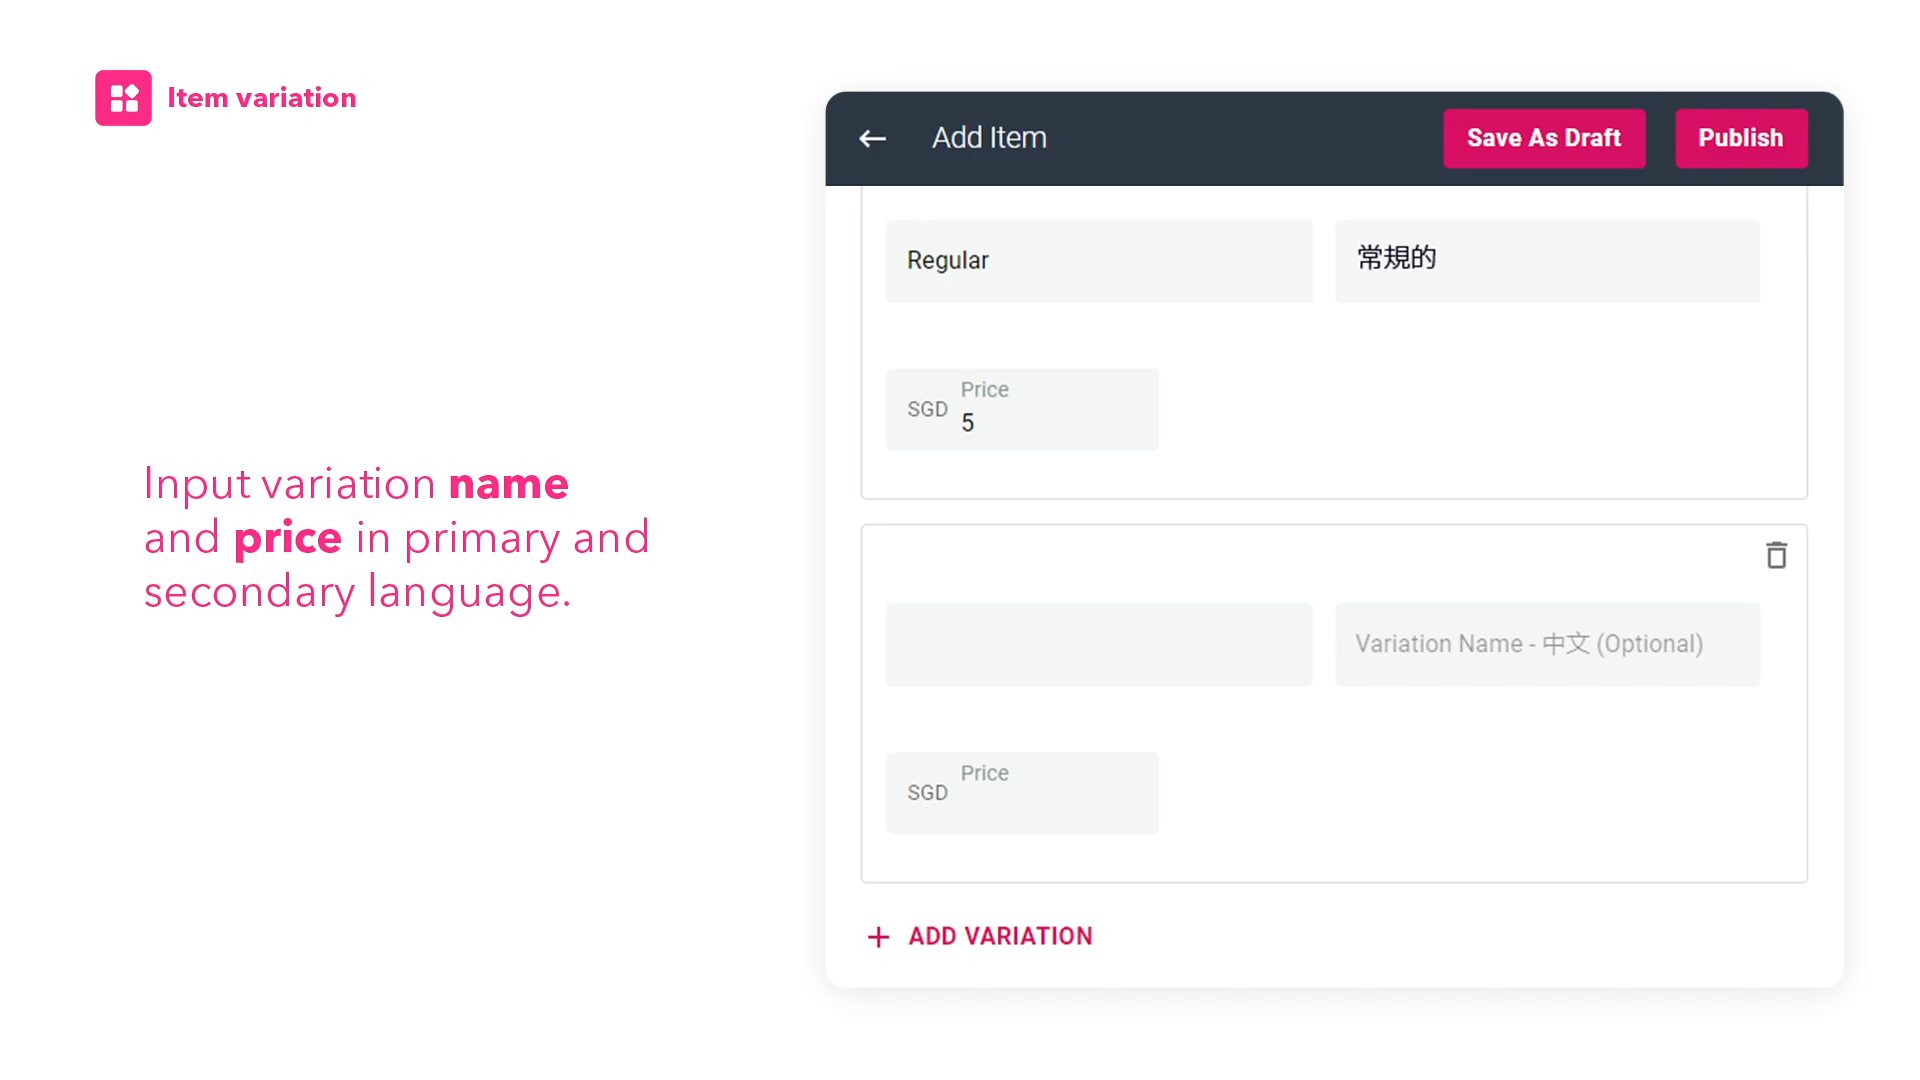 Item variation
Input variation name
and price in primary and
secondary language.
Add Item
Save As Draft
Publish
Regular
常規的
Price
SGD
5
Variation Name - 中文 (Optional)
Price
SGD
+ ADD VARIATION